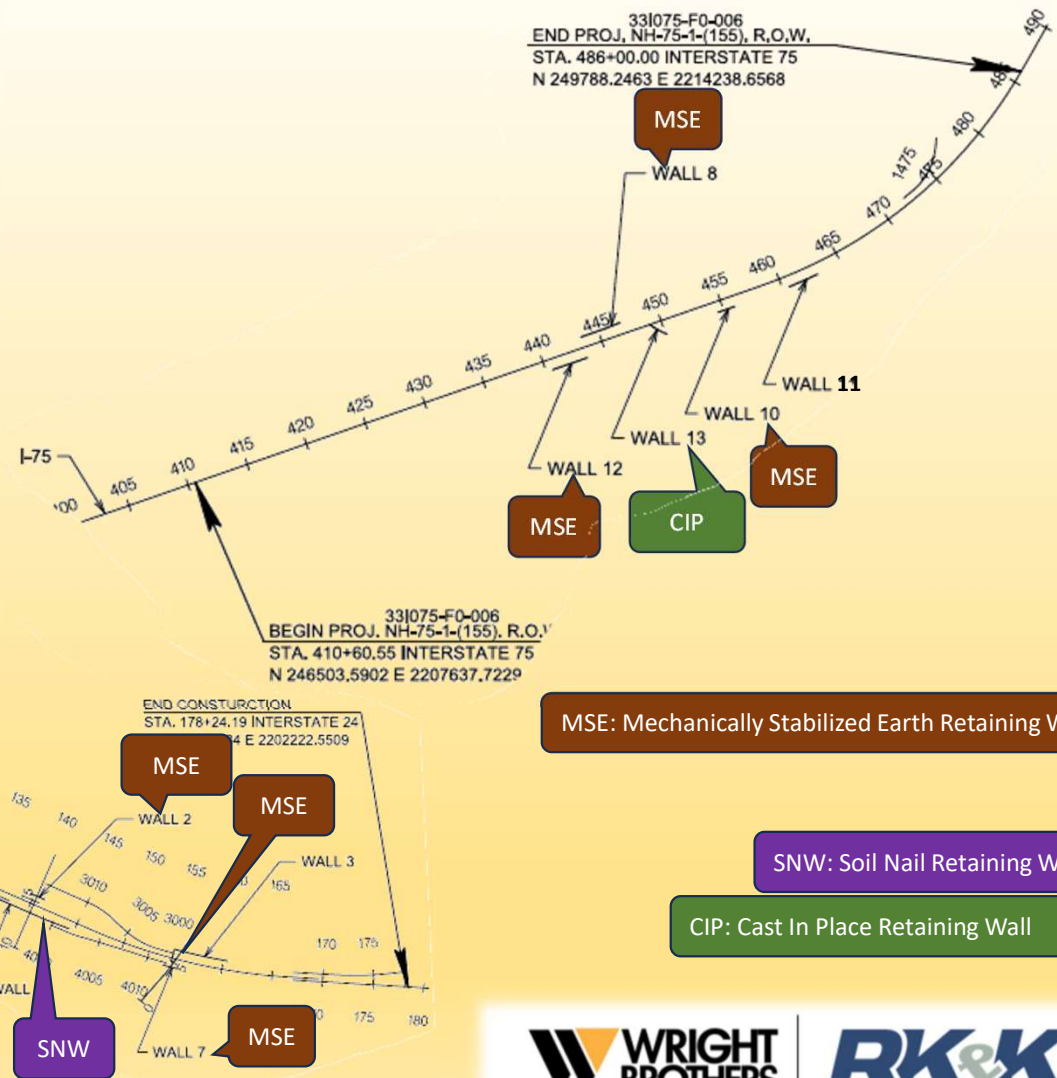 33I075-F0-006
END PROJ. NH-75-1-(155). R.O.W.
STA. 486+00.00 INTERSTATE 75
N 249788.2463 E 2214238.6568
MSE
WALL 8
490
485
480
475
1475
470
465
460
455
450
445
440
435
430
425
420
415
410
405
I-75
WALL 11
WALL 10
MSE
WALL 13
CIP
WALL 12
MSE
33I075-F0-006
BEGIN PROJ. NH-75-1-(155). R.O.
STA. 410+60.55 INTERSTATE 75
N 246503.5902 E 2207637.7229
END CONSTURCTION
STA. 178+24.19 INTERSTATE 24
E 2202222.5509
MSE
MSE
WALL 2
WALL 3
135
140
145
150
155
165
3010
3005
3000
170
175
4005
4010
175
180
WALL
SNW
WALL 7
MSE
MSE: Mechanically Stabilized Earth Retaining
SNW: Soil Nail Retaining
CIP: Cast In Place Retaining Wall
WRIGHT
BROTHERS
RK&K